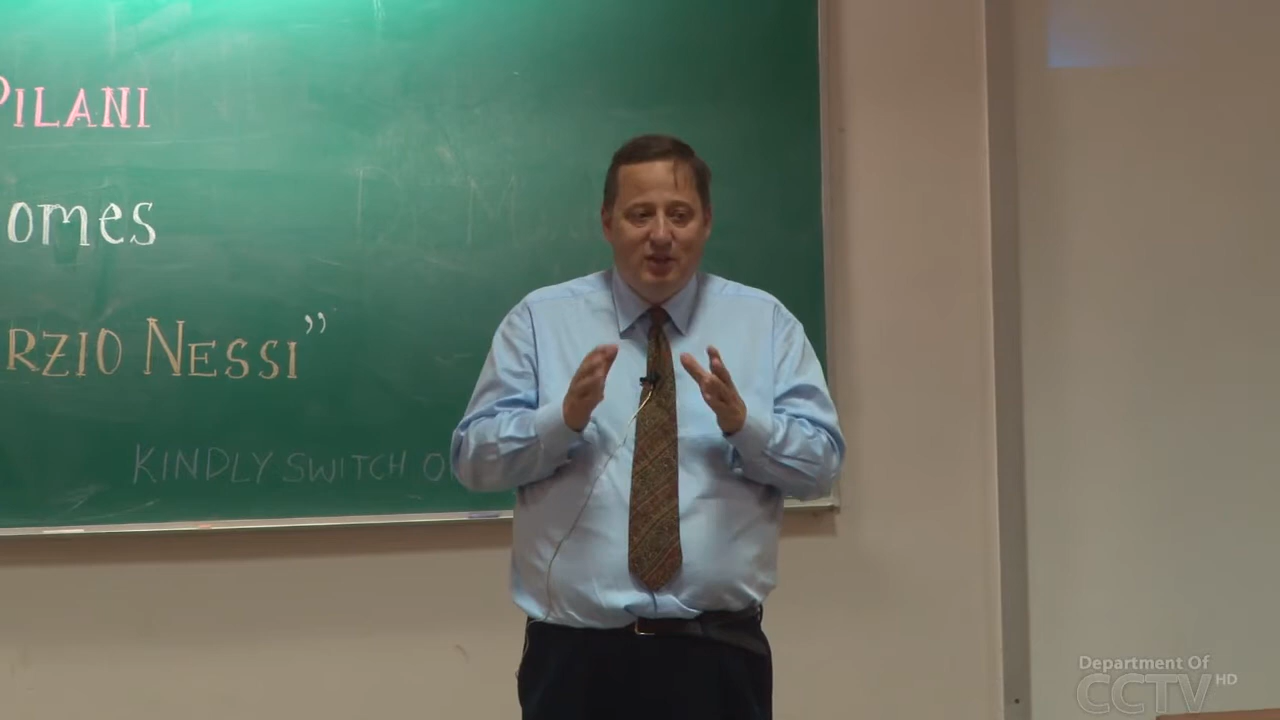 PILANI
omes
RZIO NESSI”
KINDLY SWITCH O
Department Of
CCTV HD